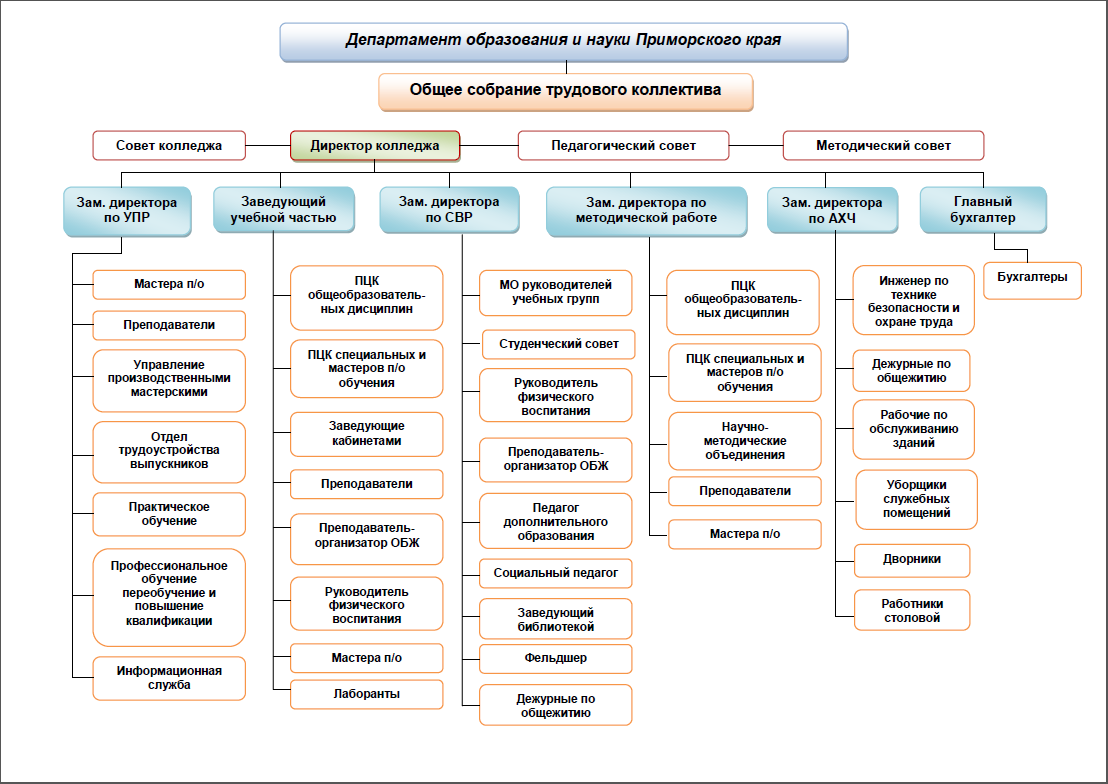 Департамент образования и науки Приморского края
Общее собрание трудового коллектива
Совет колледжа
Директор колледжа
Педагогический совет
Методический совет
Зам. директора
по УПР
Заведующий
учебной частью
Зам. директора
по СВР
Зам. директора по
методической работе
Зам. директора
по АХЧ
Главный
бухгалтер
Мастера п/о
Преподаватели
Управление
производственными
мастерскими
Отдел
трудоустройства
выпускников
Практическое
обучение
Профессиональное
обучение
переобучение и
повышение
квалификации
Информационная
служба
ПЦК
общеобразователь-
ных дисциплин
ПЦК специальных и
мастеров п/о
обучения
Заведующие
кабинетами
Преподаватели
Преподаватель-
организатор ОБЖ
Руководитель
физического
воспитания
Мастера п/о
Лаборанты
МО руководителей
учебных групп
Студенческий совет
Руководитель
физического
воспитания
Преподаватель-
организатор ОБЖ
Педагог
дополнительного
образования
Социальный педагог
Заведующий
библиотекой
Фельдшер
Дежурные по
общежитию
ПЦК
общеобразователь-
ных дисциплин
ПЦК специальных и
мастеров п/о
обучения
Научно-
методические
объединения
Преподаватели
Мастера п/о
Инженер по
технике
безопасности и
охране труда
Дежурные по
общежитию
Рабочие по
обслуживанию
зданий
Уборщики
служебных
помещений
Дворники
Работники
столовой
Бухгалтеры